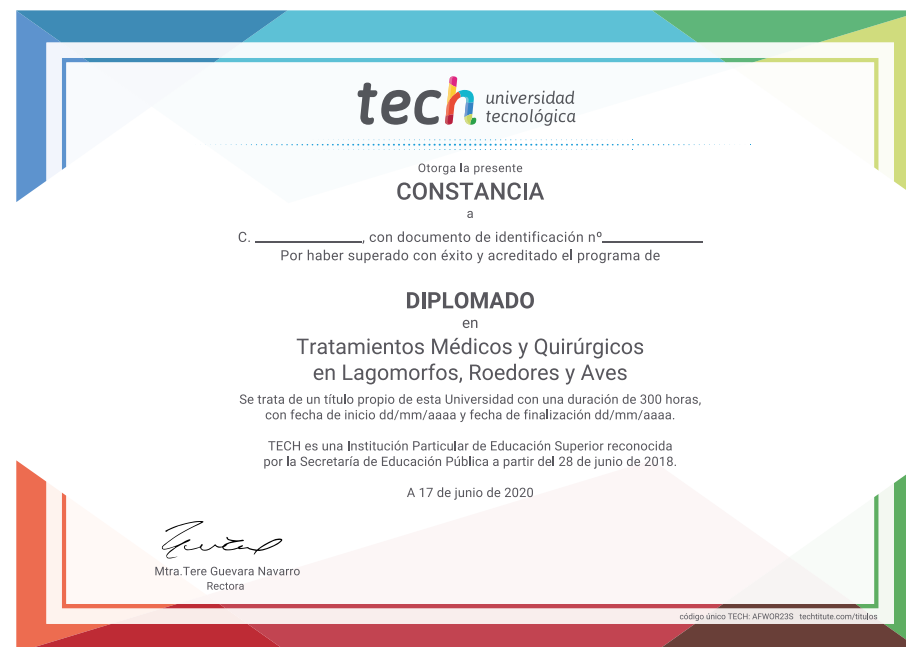 tech universidad
tecnológica
Otorga la presente
CONSTANCIA
a
C. ____________, con documento de identificación nº____________
Por haber superado con éxito y acreditado el programa de
DIPLOMADO
en
Tratamientos Médicos y Quirúrgicos
en Lagomorfos, Roedores y Aves
Se trata de un título propio de esta Universidad con una duración de 300 horas,
con fecha de inicio dd/mm/aaaa y fecha de finalización dd/mm/aaaa.
TECH es una Institución Particular de Educación Superior reconocida
por la Secretaría de Educación Pública a partir del 28 de junio de 2018.
A 17 de junio de 2020
Mtra.Tere Guevara Navarro
Rectora
código único TECH: AFWOR23S techtitute.com/titulos